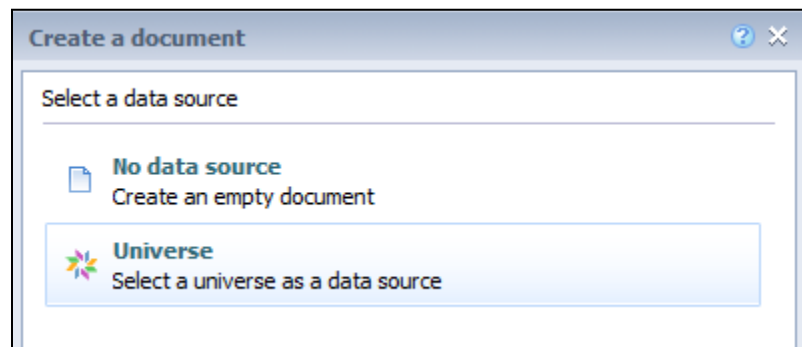 Create a document
Select a data source
No data source
Create an empty document
Universe
Select a universe as a data source